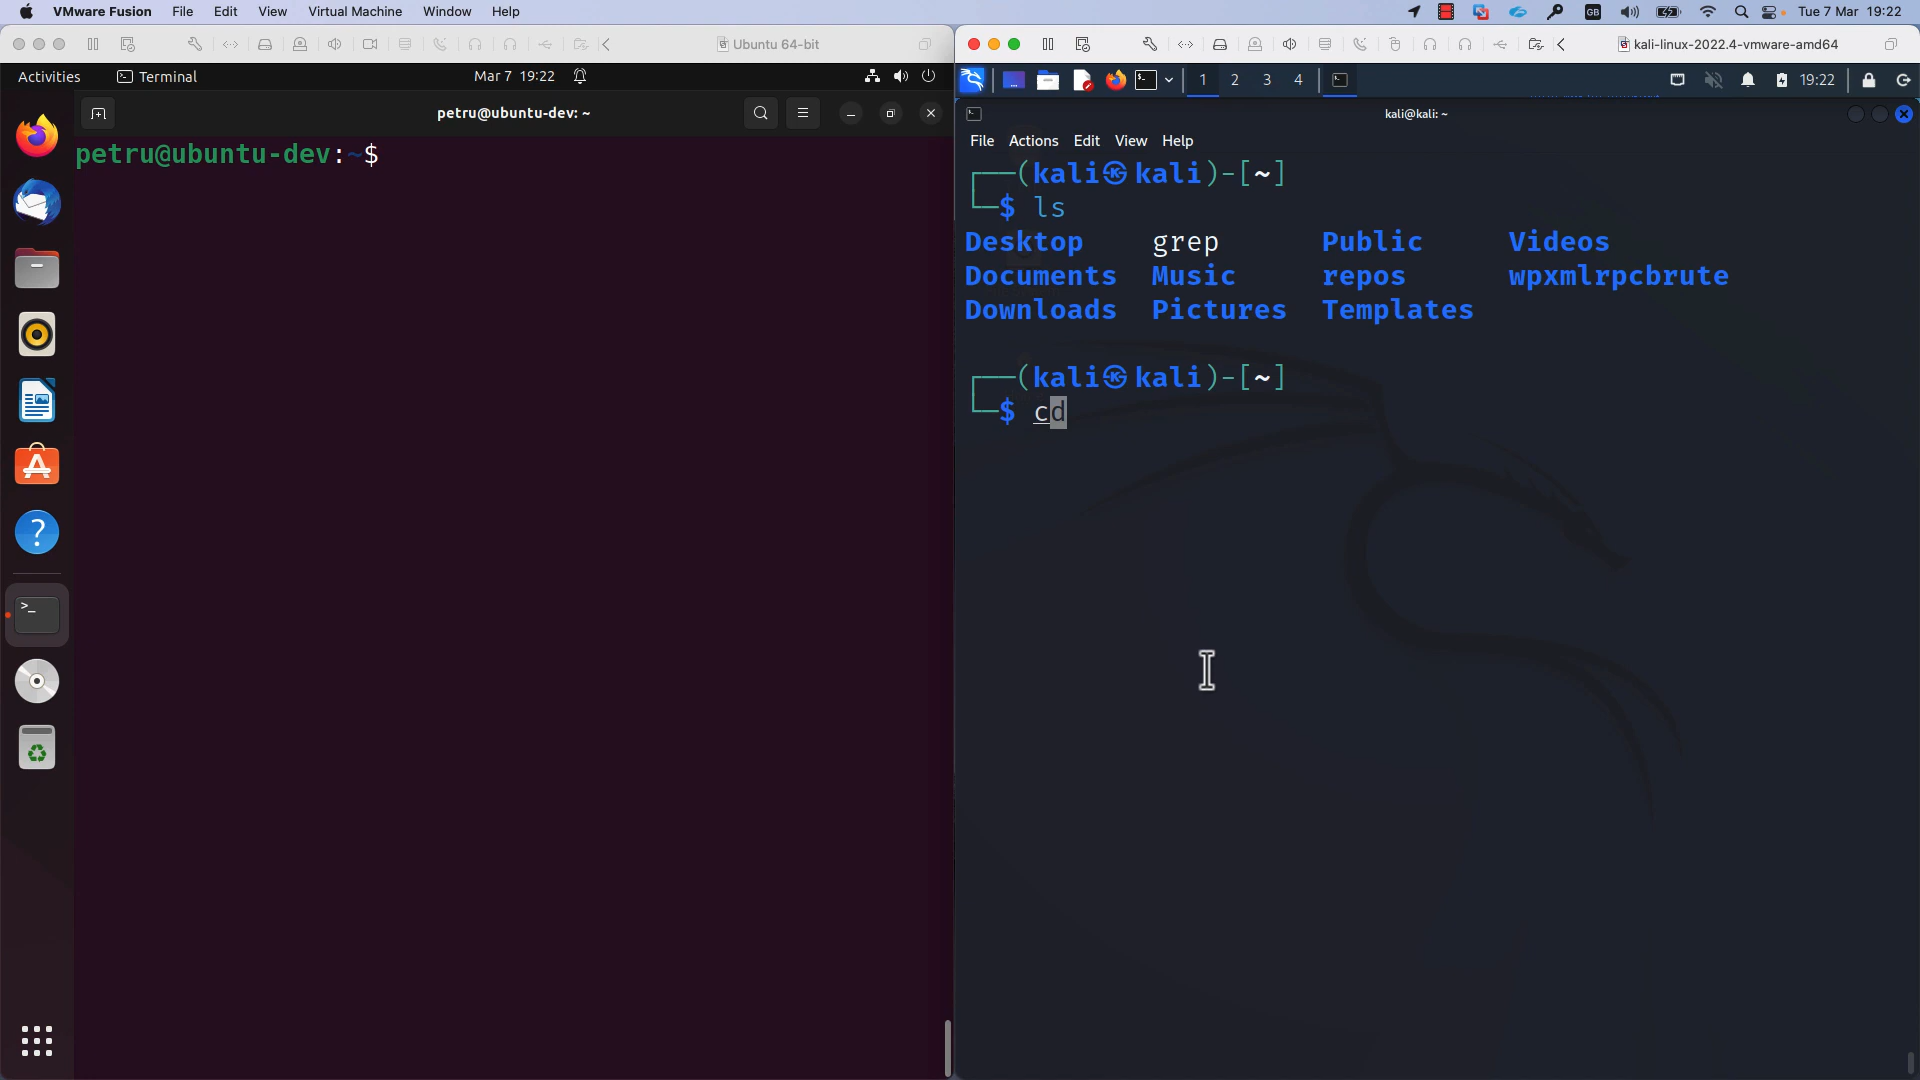 VMware Fusion File Edit View Virtual Machine Window Help GB Tue 7 Mar 19:22
Ubuntu 64-bit
Activities Terminal Mar 7 19:22
petru@ubuntu-dev: ~
petru@ubuntu-dev:~$
kali-linux-2022.4-vmware-amd64
1 2 3 4 19:22
kali@kali: ~
File Actions Edit View Help
┌──(kali㉿kali)-[~]
└─$ ls
Desktop grep Public Videos
Documents Music repos wpxmlrpcbrute
Downloads Pictures Templates
┌──(kali㉿kali)-[~]
└─$ cd